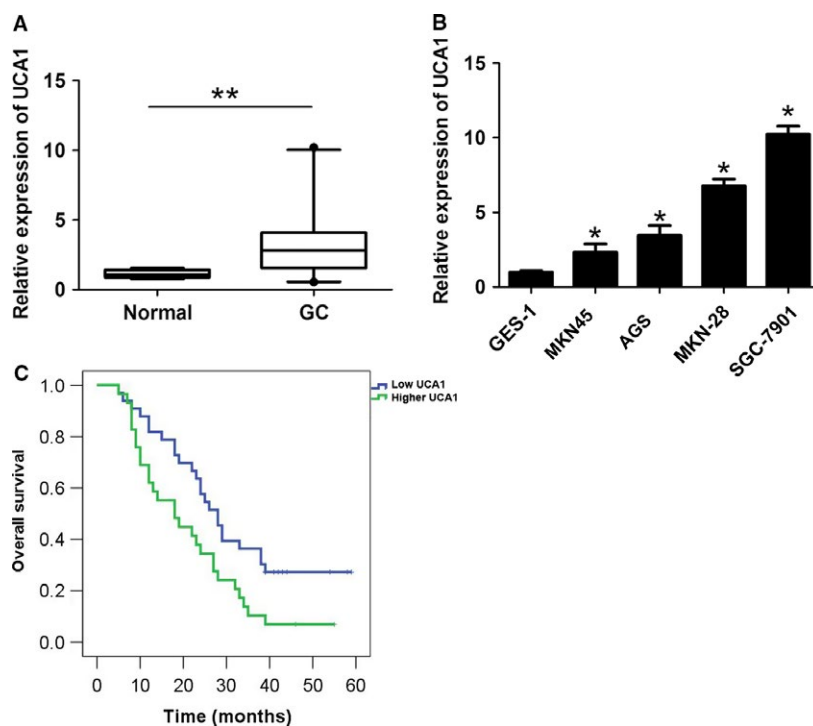 A
Relative expression of UCA1
15
10
5
0
**
Normal
GC
B
Relative expression of UCA1
15
10
5
0
*
*
*
*
GES-1
MKN45
AGS
MKN-28
SGC-7901
C
Low UCA1
Higher UCA1
Overall survival
1.0
0.8
0.6
0.4
0.2
0.0
0 10 20 30 40 50 60
Time (months)